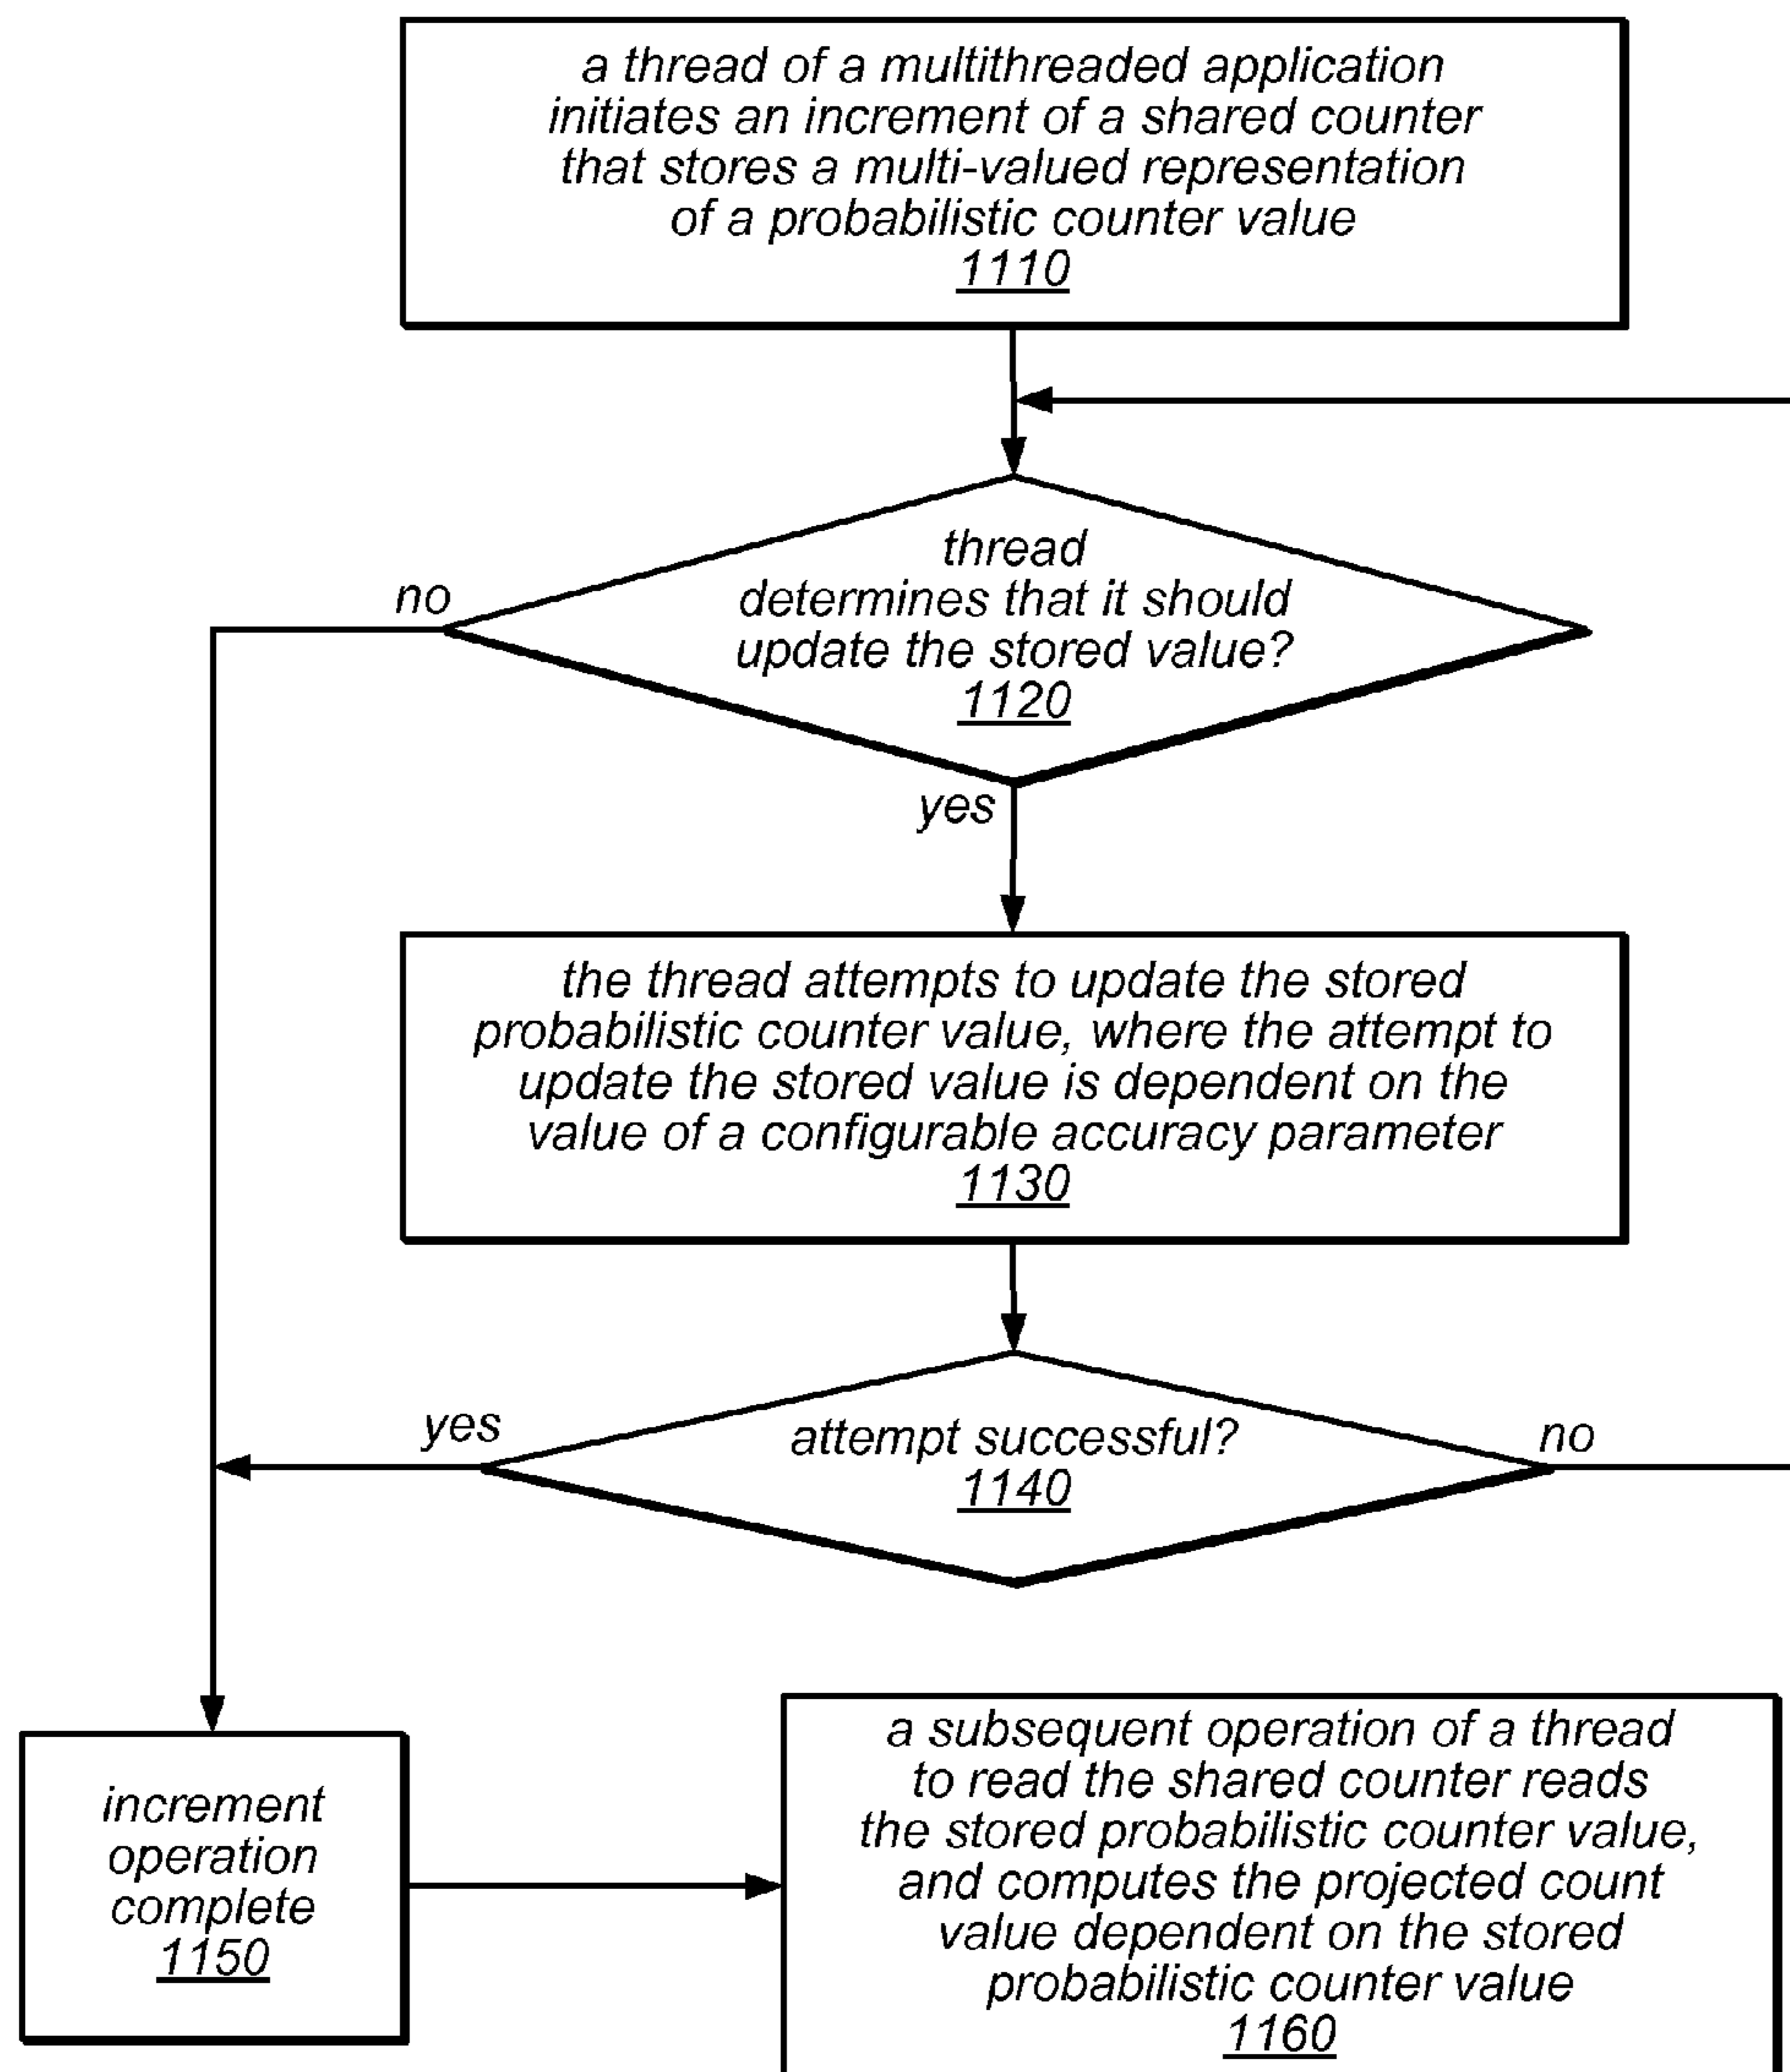 a thread of a multithreaded application
initiates an increment of a shared counter
that stores a multi-valued representation
of a probabilistic counter value
1110
no
thread
determines that it should
update the stored value?
1120
yes
the thread attempts to update the stored
probabilistic counter value, where the attempt to
update the stored value is dependent on the
value of a configurable accuracy parameter
1130
yes
attempt successful?
1140
no
increment
operation
complete
1150
a subsequent operation of a thread
to read the shared counter reads
the stored probabilistic counter value,
and computes the projected count
value dependent on the stored
probabilistic counter value
1160